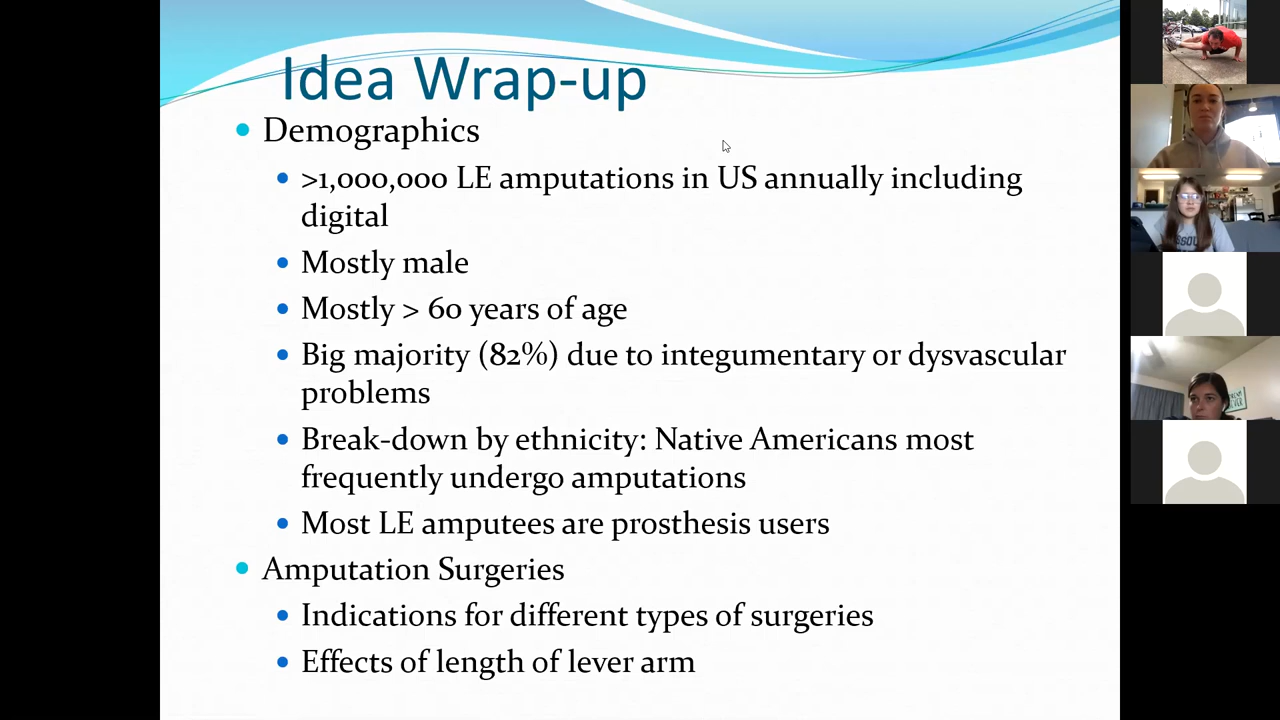 Idea Wrap-up
Demographics
>1,000,000 LE amputations in US annually including
digital
Mostly male
Mostly > 60 years of age
Big majority (82%) due to integumentary or dysvascular
problems
Break-down by ethnicity: Native Americans most
frequently undergo amputations
Most LE amputees are prosthesis users
Amputation Surgeries
Indications for different types of surgeries
Effects of length of lever arm